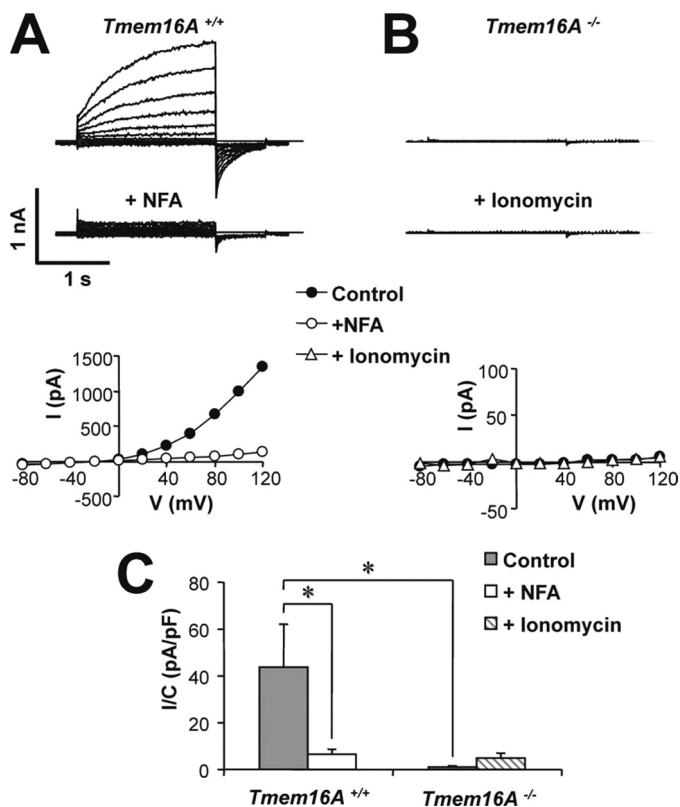 A
Tmem16A +/+
B
Tmem16A -/-
+ NFA
+ Ionomycin
1 nA
1 s
Control
+NFA
+ Ionomycin
I (pA)
1500
1000
500
-500
-80
-40
0
40
80
120
V (mV)
I (pA)
100
50
-50
-80
-40
0
40
80
120
V (mV)
C
I/C (pA/pF)
80
60
40
20
0
*
*
Control
+ NFA
+ Ionomycin
Tmem16A +/+
Tmem16A -/-